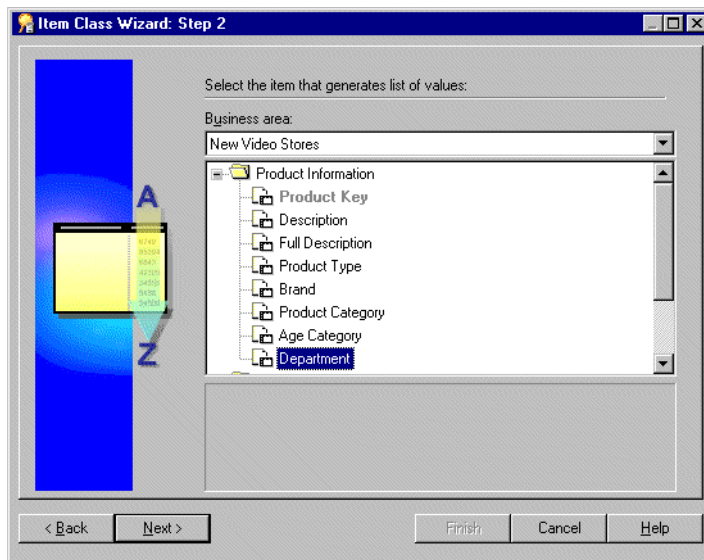 Item Class Wizard: Step 2
Select the item that generates list of values:
Business area:
New Video Stores
Product Information
Product Key
Description
Full Description
Product Type
Brand
Product Category
Age Category
Department
A
Z
< Back
Next >
Finish
Cancel
Help